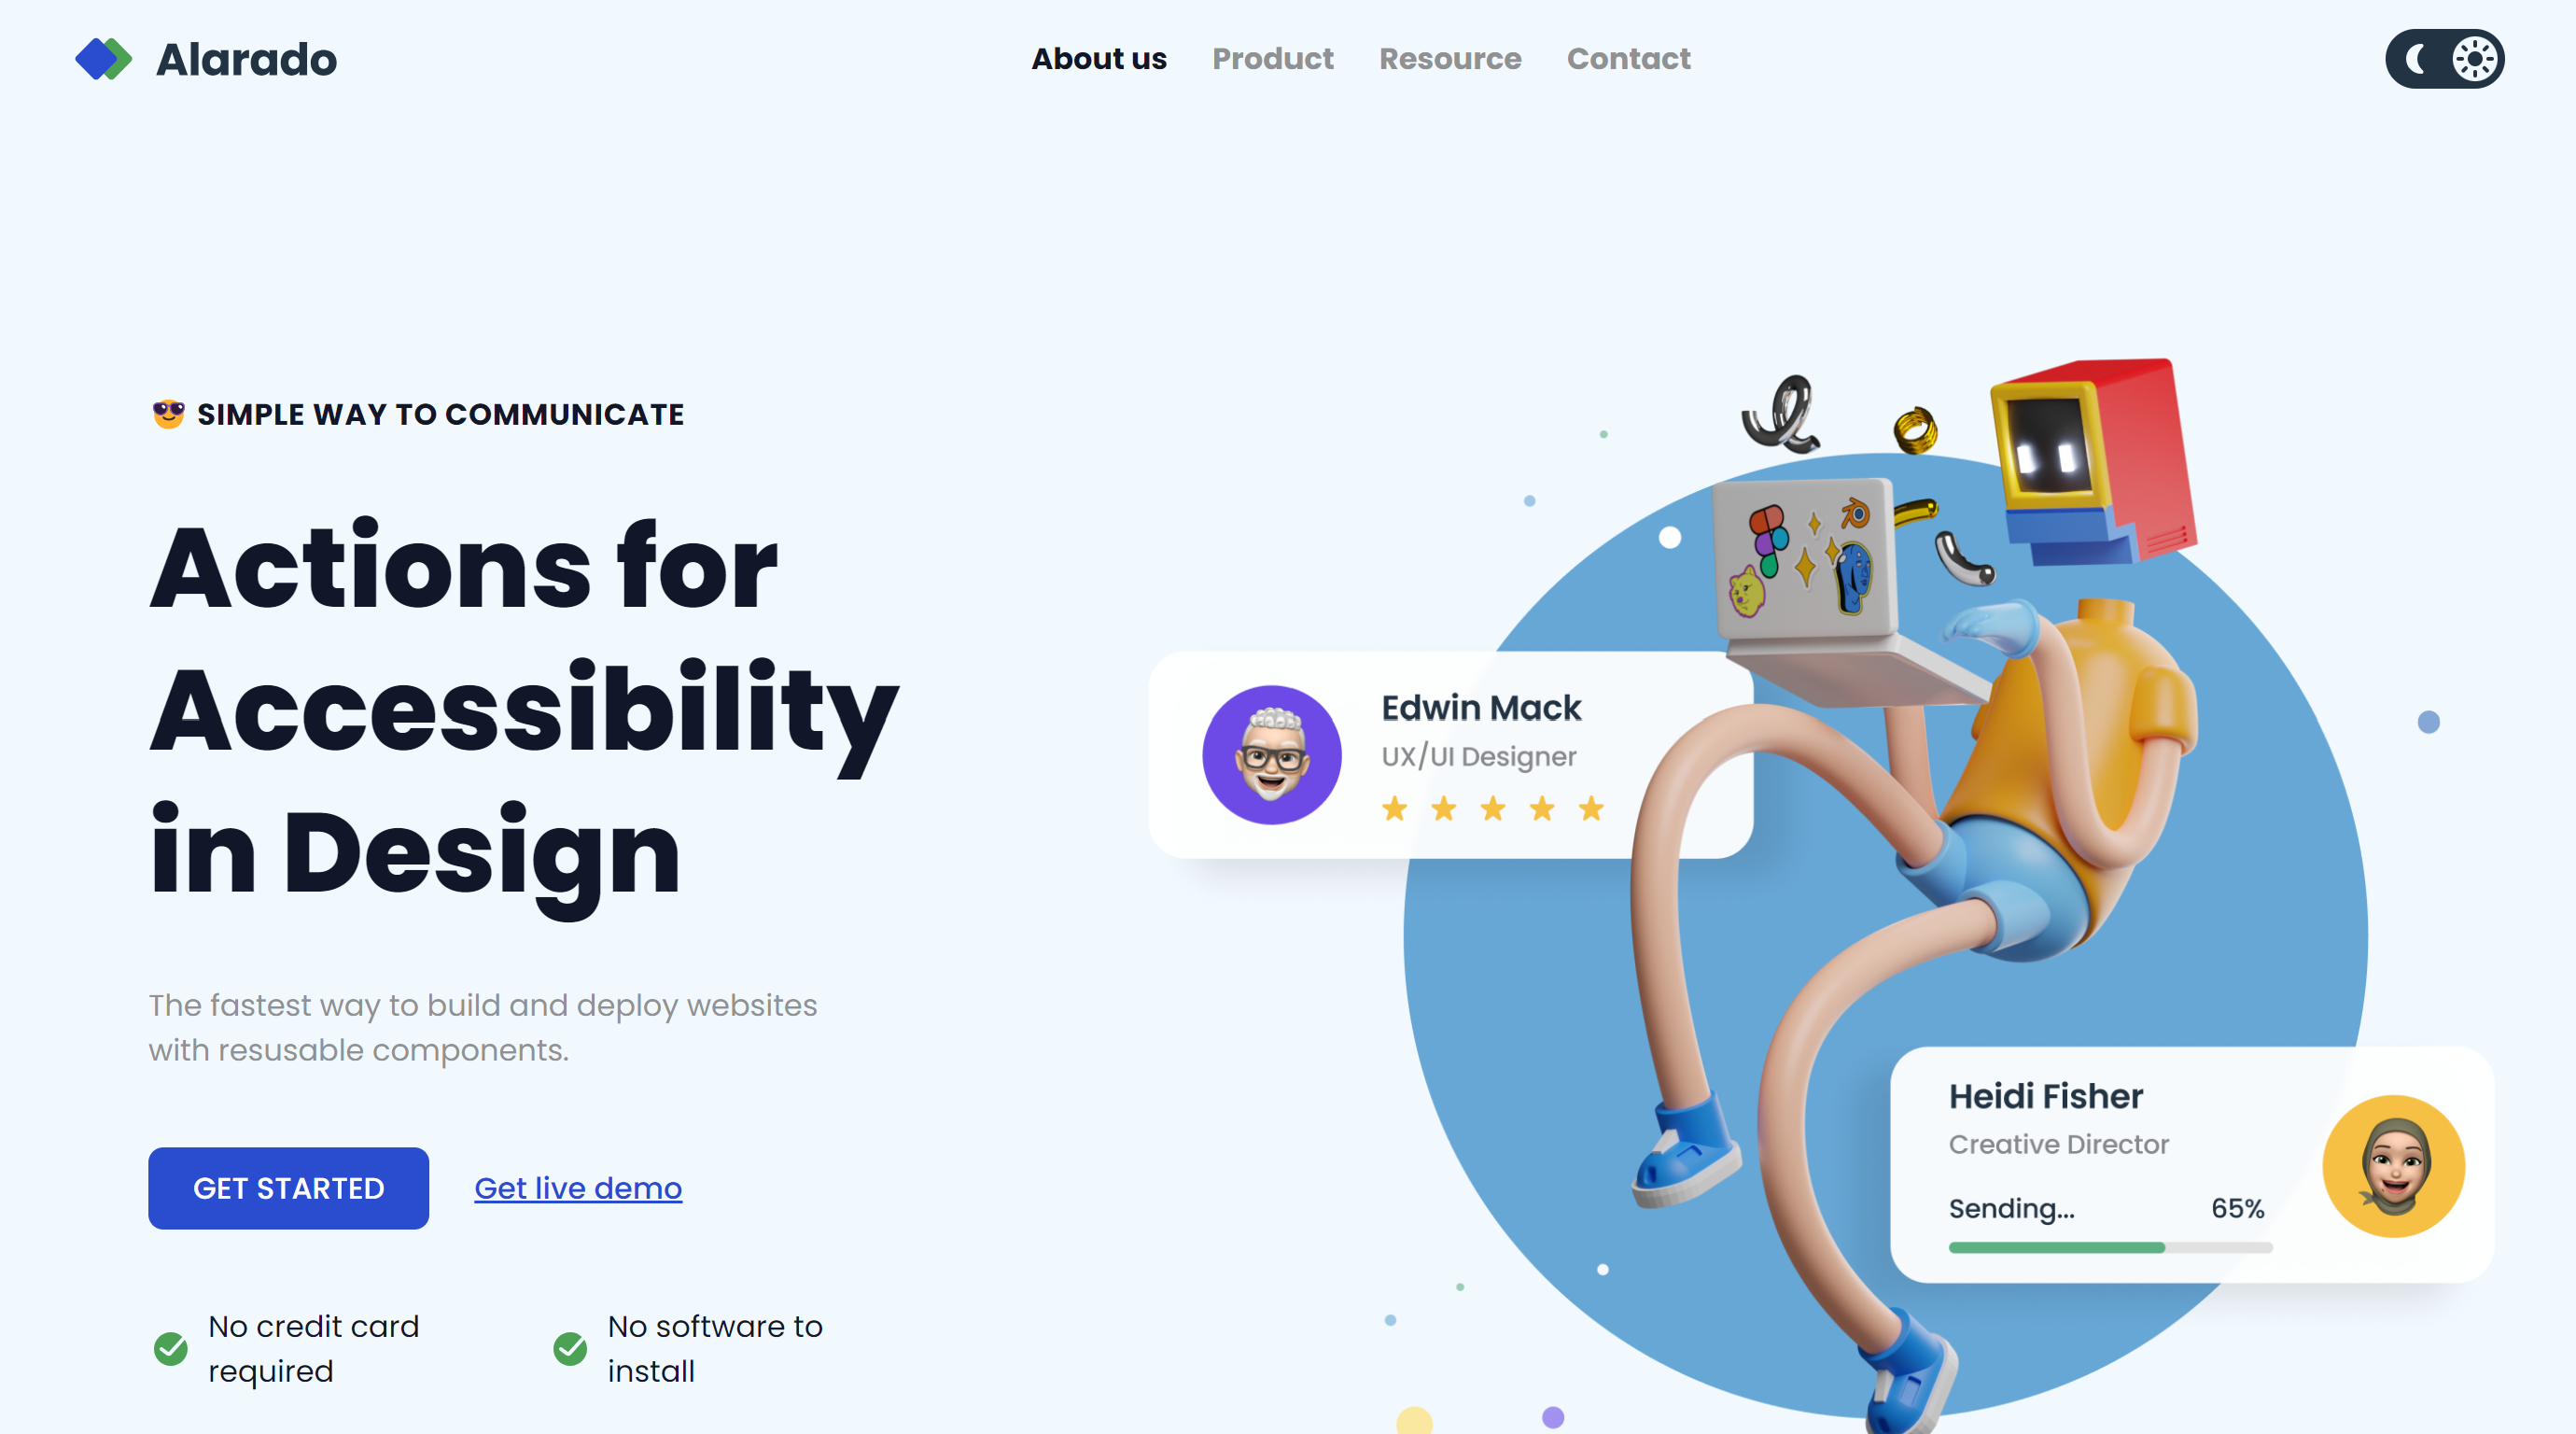 Alarado
About us Product Resource Contact
😎 SIMPLE WAY TO COMMUNICATE
Actions for
Accessibility
in Design
The fastest way to build and deploy websites
with resusable components.
GET STARTED Get live demo
No credit card
required
No software to
install
Edwin Mack
UX/UI Designer
Heidi Fisher
Creative Director
Sending... 65%